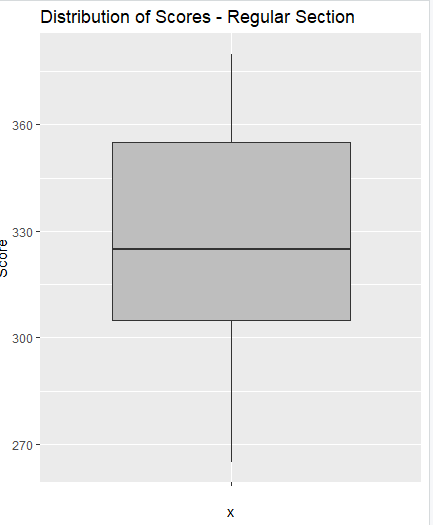 Distribution of Scores - Regular Section
360
330
Score
300
270
x